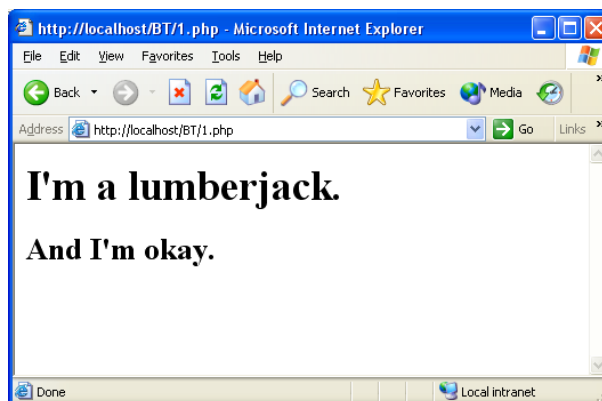 http://localhost/BT/1.php - Microsoft Internet Explorer
File Edit View Favorites Tools Help
Back Search Favorites Media
Address http://localhost/BT/1.php Go Links
I'm a lumberjack.
And I'm okay.
Done Local intranet